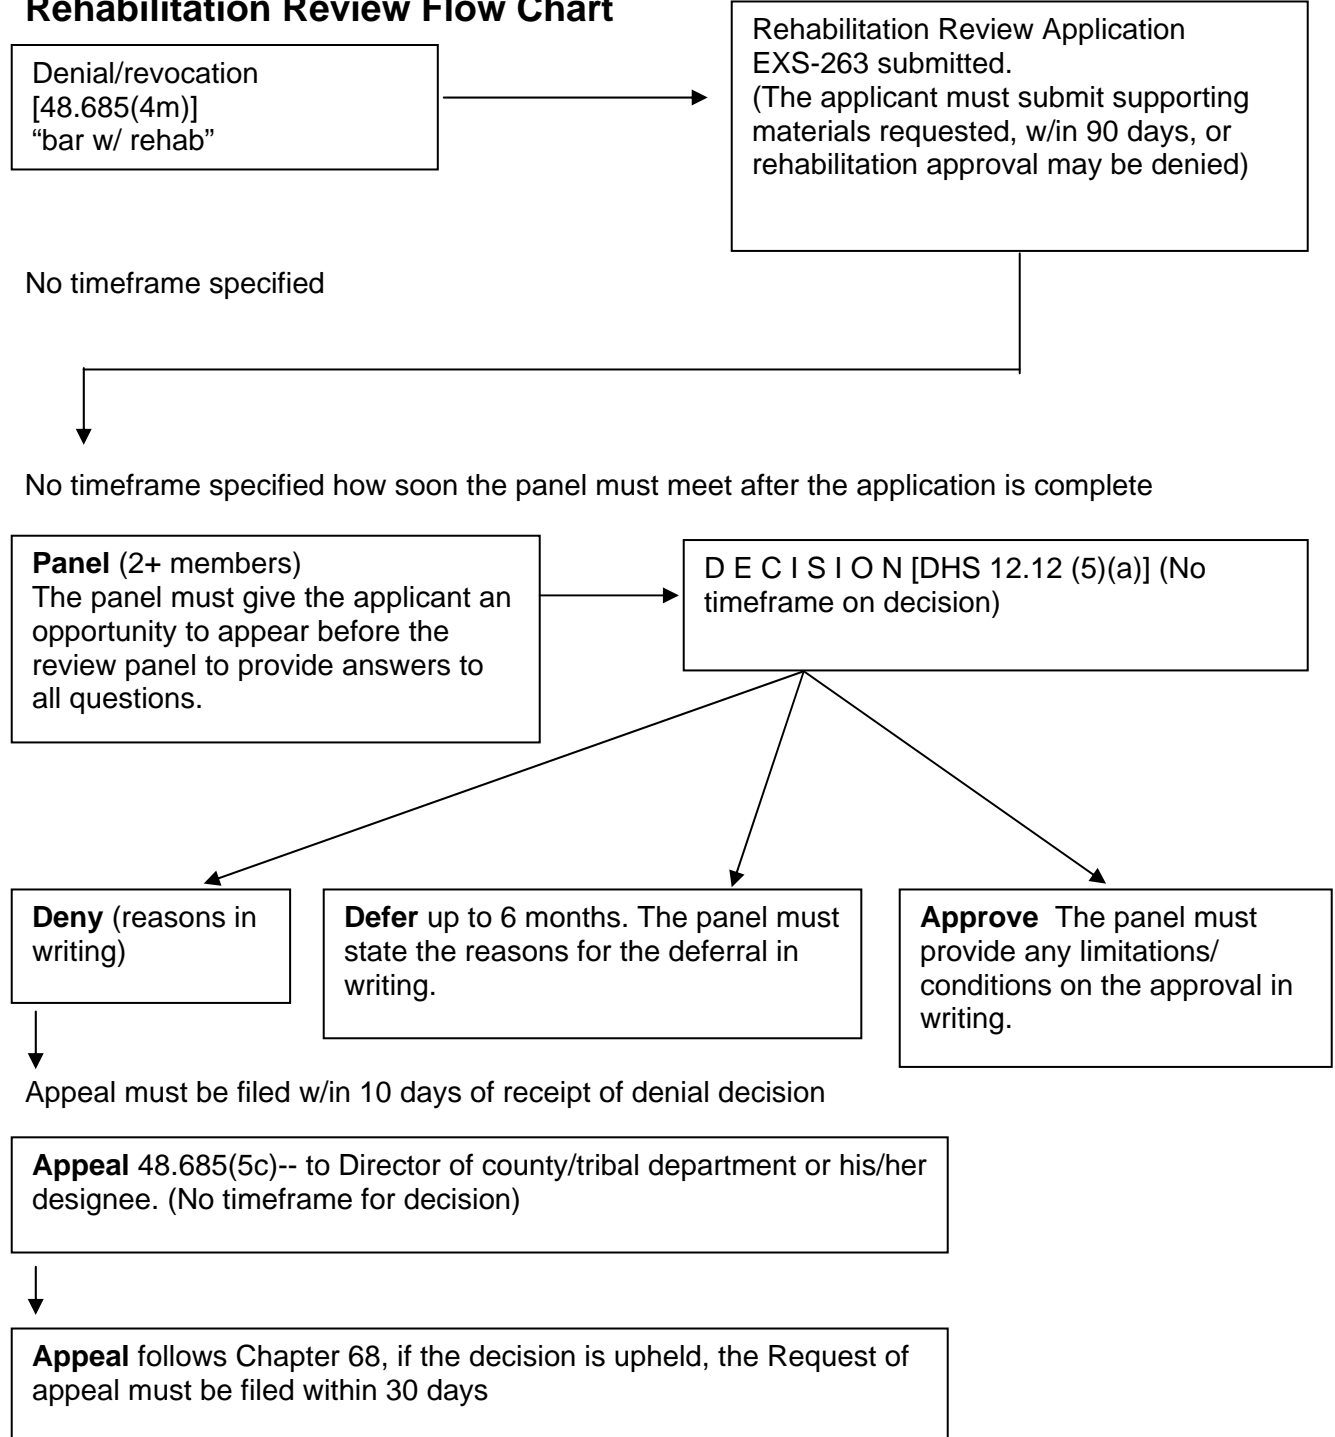 Rehabilitation Review Flow Chart
Denial/revocation
[48.685(4m)]
“bar w/ rehab”
Rehabilitation Review Application
EXS-263 submitted.
(The applicant must submit supporting
materials requested, w/in 90 days, or
rehabilitation approval may be denied)
No timeframe specified
No timeframe specified how soon the panel must meet after the application is complete
Panel (2+ members)
The panel must give the applicant an
opportunity to appear before the
review panel to provide answers to
all questions.
D E C I S I O N [DHS 12.12 (5)(a)] (No
timeframe on decision)
Deny (reasons in
writing)
Defer up to 6 months. The panel must
state the reasons for the deferral in
writing.
Approve  The panel must
provide any limitations/
conditions on the approval in
writing.
Appeal must be filed w/in 10 days of receipt of denial decision
Appeal 48.685(5c)-- to Director of county/tribal department or his/her
designee. (No timeframe for decision)
Appeal follows Chapter 68, if the decision is upheld, the Request of
appeal must be filed within 30 days